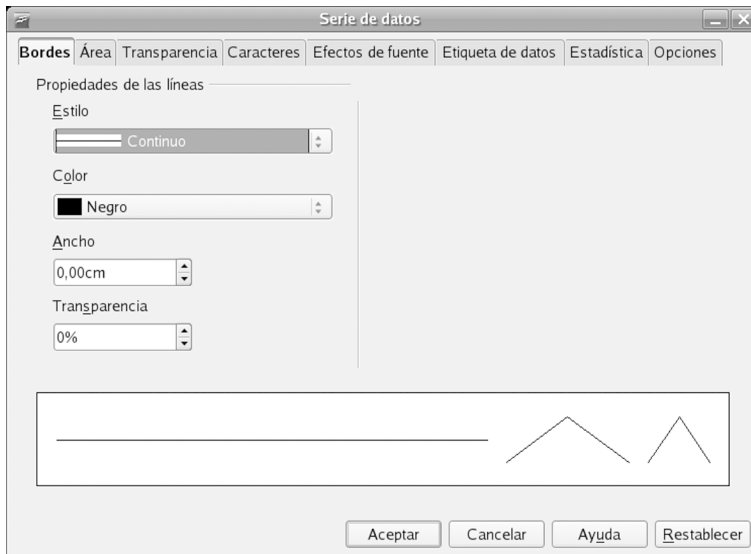 Serie de datos
Bordes Área Transparencia Caracteres Efectos de fuente Etiqueta de datos Estadística Opciones
Propiedades de las líneas
Estilo
Continuo
Color
Negro
Ancho
0,00cm
Transparencia
0%
Aceptar Cancelar Ayuda Restablecer